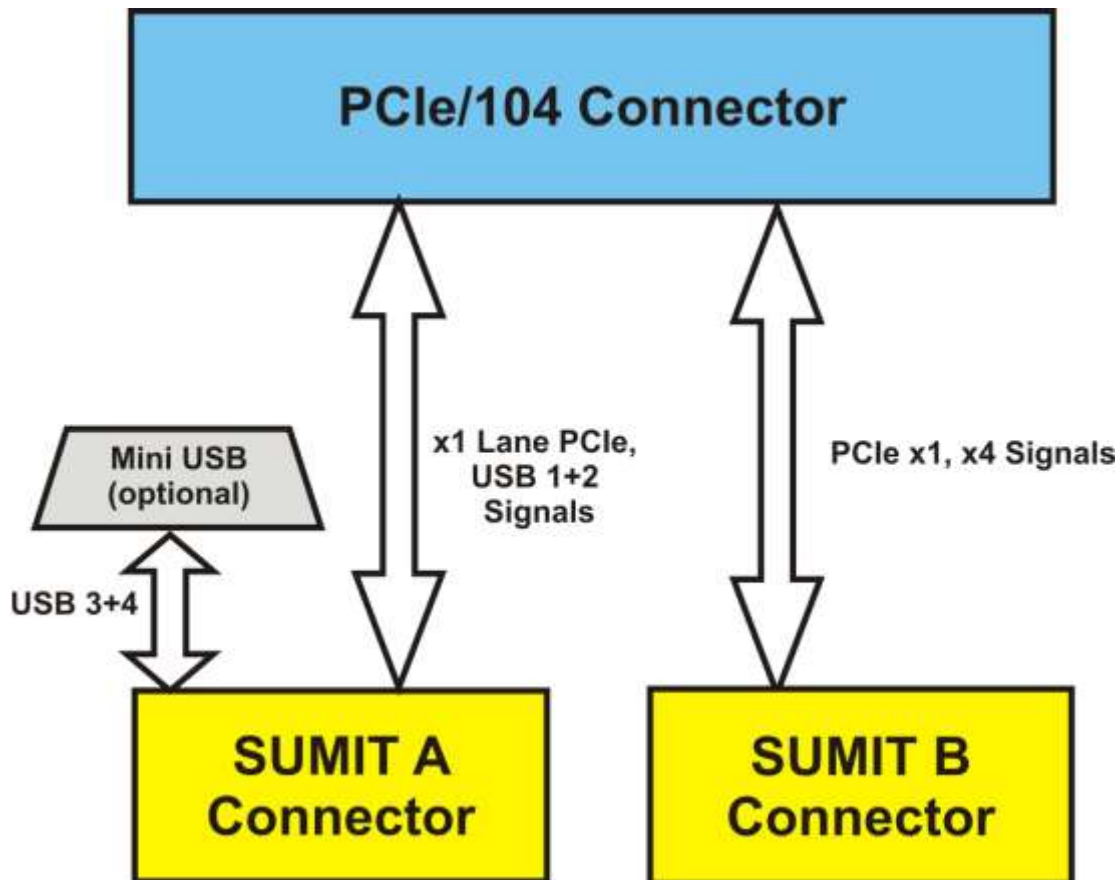 PCIe/104 Connector
Mini USB
(optional)
x1 Lane PCIe,
USB 1+2
Signals
PCIe x1, x4 Signals
USB 3+4
SUMIT A
Connector
SUMIT B
Connector